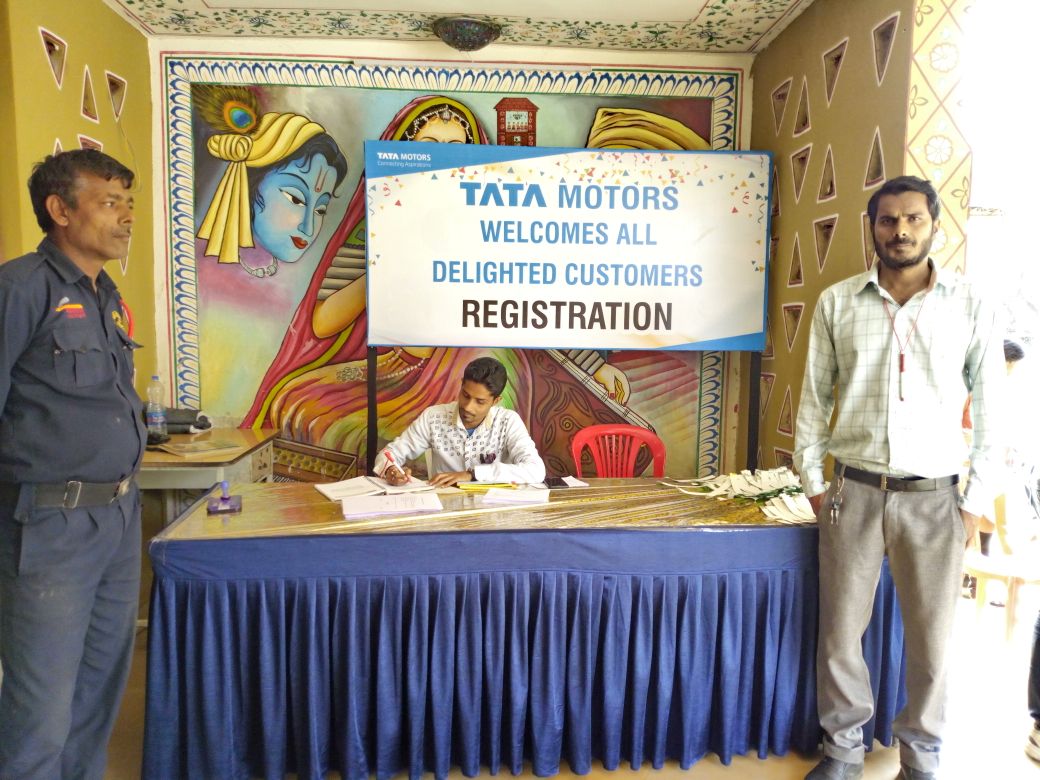 TATA MOTORS
Connecting Aspirations
TATA MOTORS
WELCOMES ALL
DELIGHTED CUSTOMERS
REGISTRATION